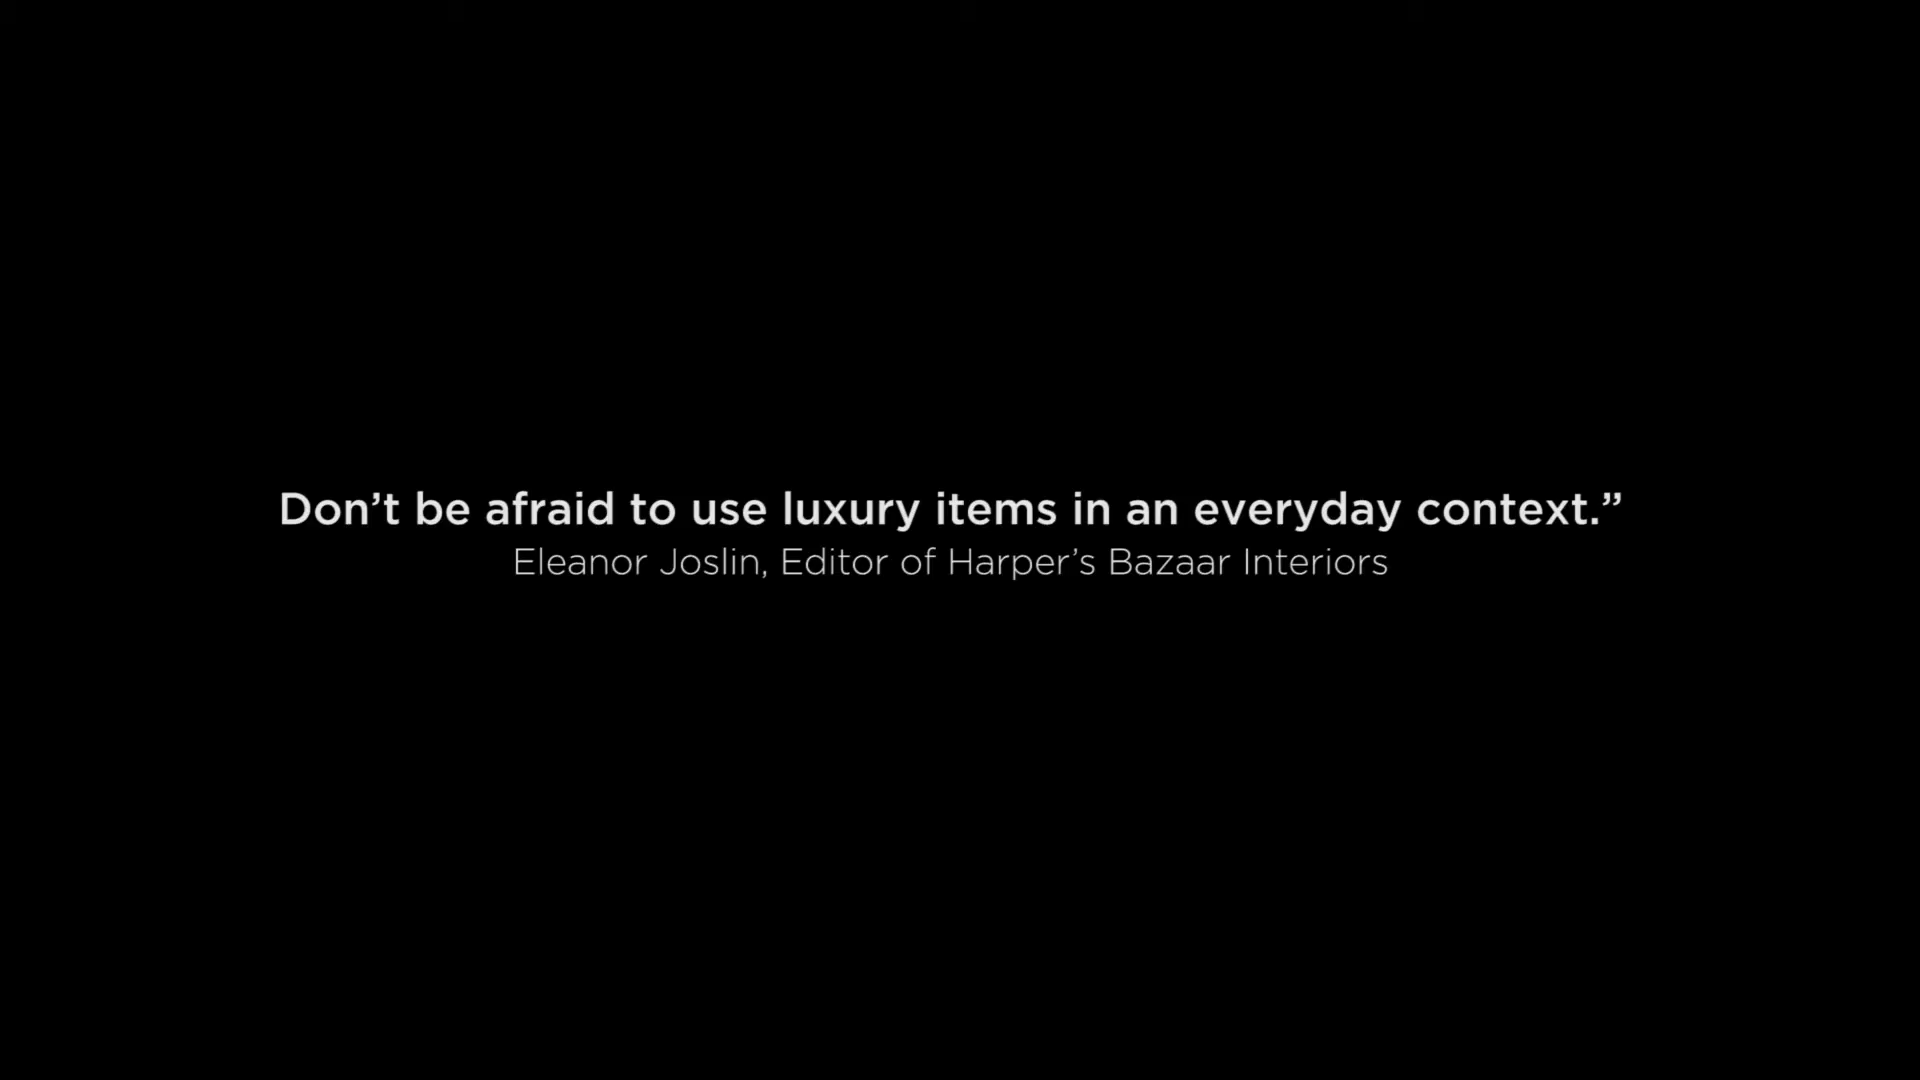 Don’t be afraid to use luxury items in an everyday context.”
Eleanor Joslin, Editor of Harper’s Bazaar Interiors